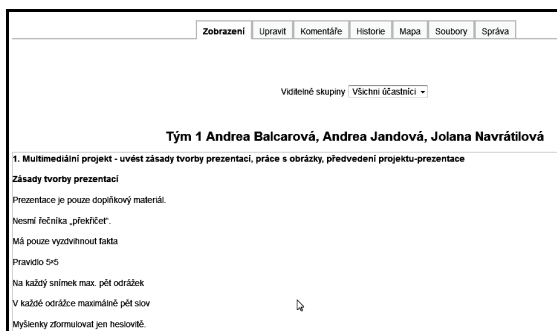 Zobrazení Upravit Komentáře Historie Mapa Soubory Správa
Viditelné skupiny Všichni účastníci
Tým 1 Andrea Balcarová, Andrea Jandová, Jolana Navrátilová
1. Multimediální projekt - uvést zásady tvorby prezentací, práce s obrázky, předvedení projektu-prezentace
Zásady tvorby prezentací
Prezentace je pouze doplňkový materiál.
Nesmí řečníka „překřičet“.
Má pouze vyzdvihnout fakta
Pravidlo 5×5
Na každý snímek max. pět odrážek
V každé odrážce maximálně pět slov
Myšlenky zformulovat jen heslovitě.